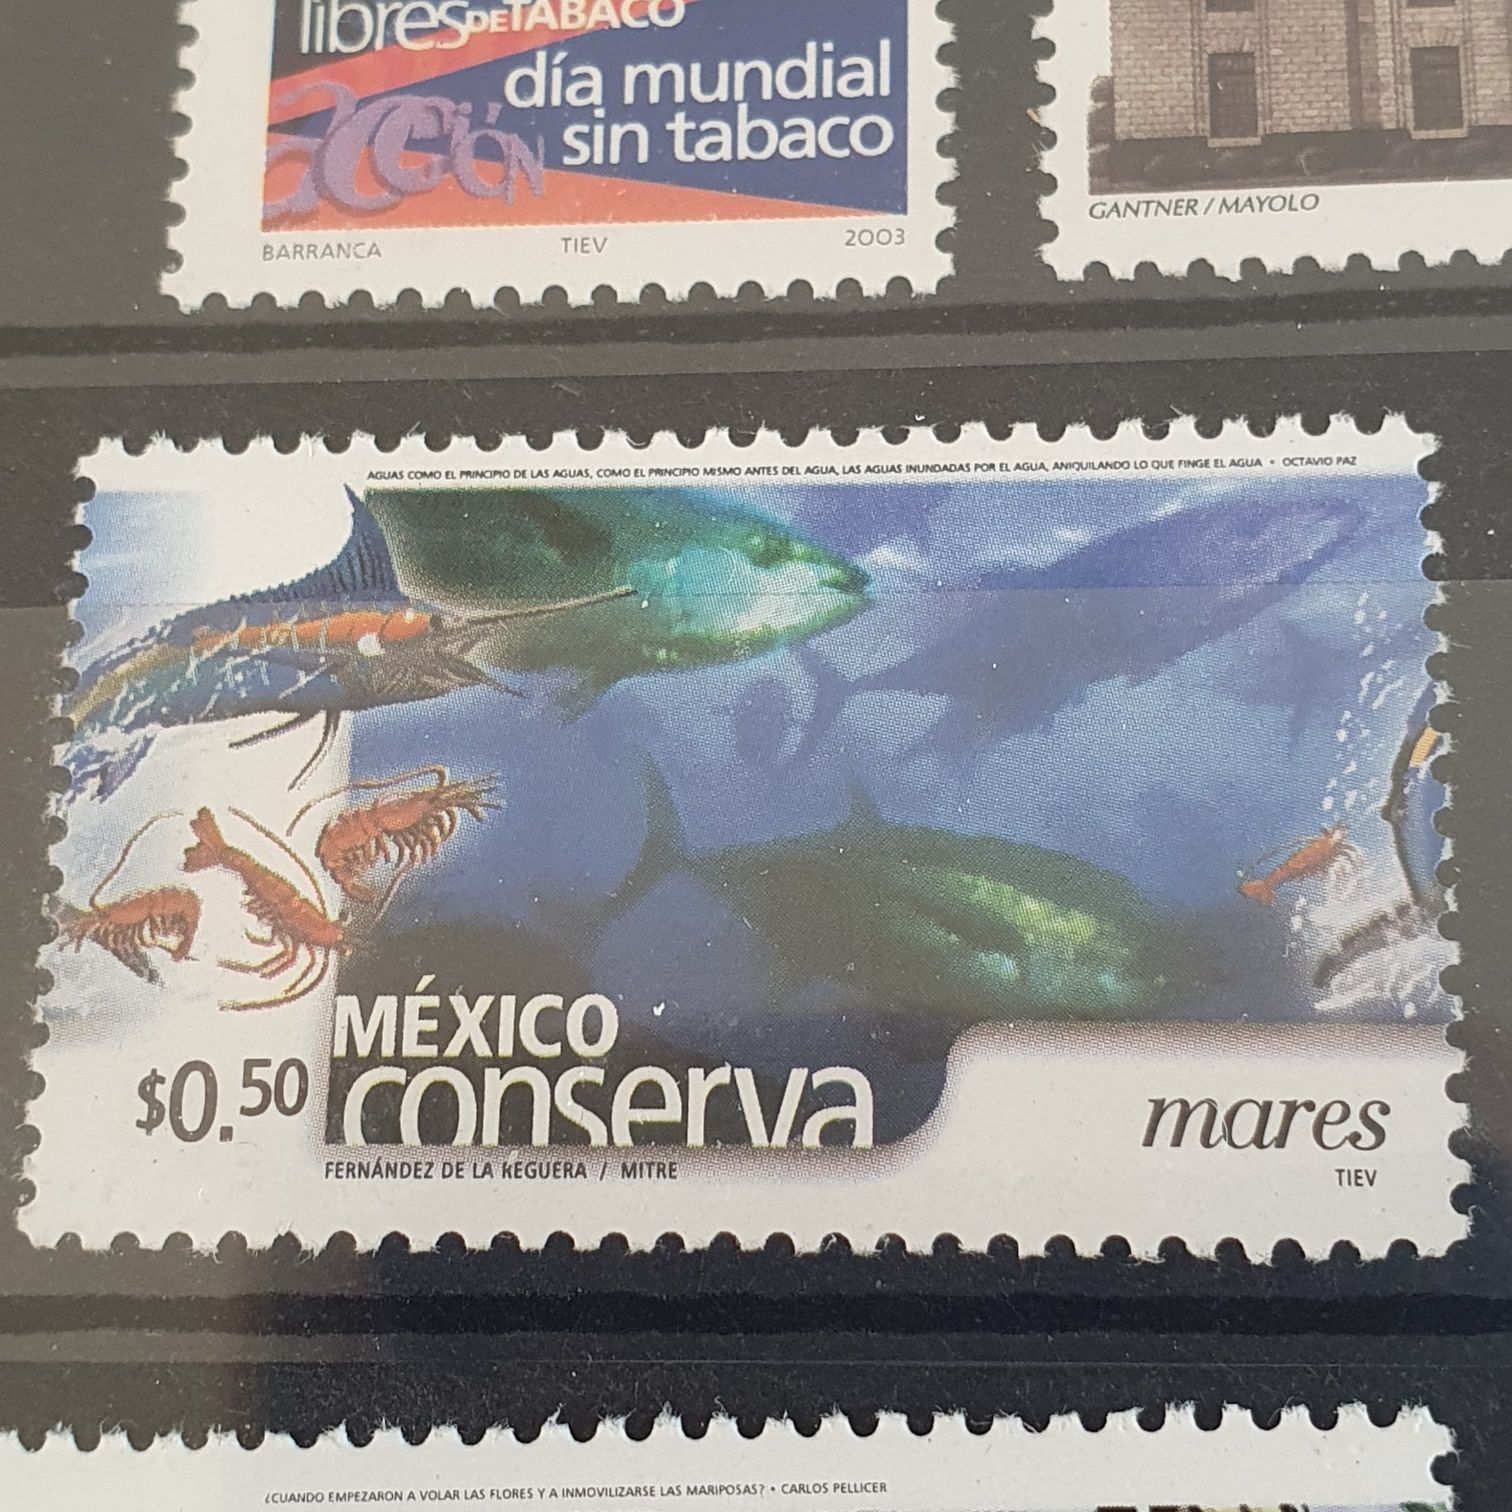 libres DE TABACO
día mundial
sin tabaco
acción
BARRANCA TIEV 2003
GANTNER / MAYOLO
AGUAS COMO EL PRINCIPIO DE LAS AGUAS, COMO EL PRINCIPIO MISMO ANTES DEL AGUA, LAS AGUAS INUNDADAS POR EL AGUA, ANIQUILANDO LO QUE FINGE EL AGUA • OCTAVIO PAZ
MÉXICO
conserva
$0.50
mares
FERNÁNDEZ DE LA REGUERA / MITRE
TIEV
¿CUANDO EMPEZARON A VOLAR LAS FLORES Y A INMOVILIZARSE LAS MARIPOSAS? • CARLOS PELLICER